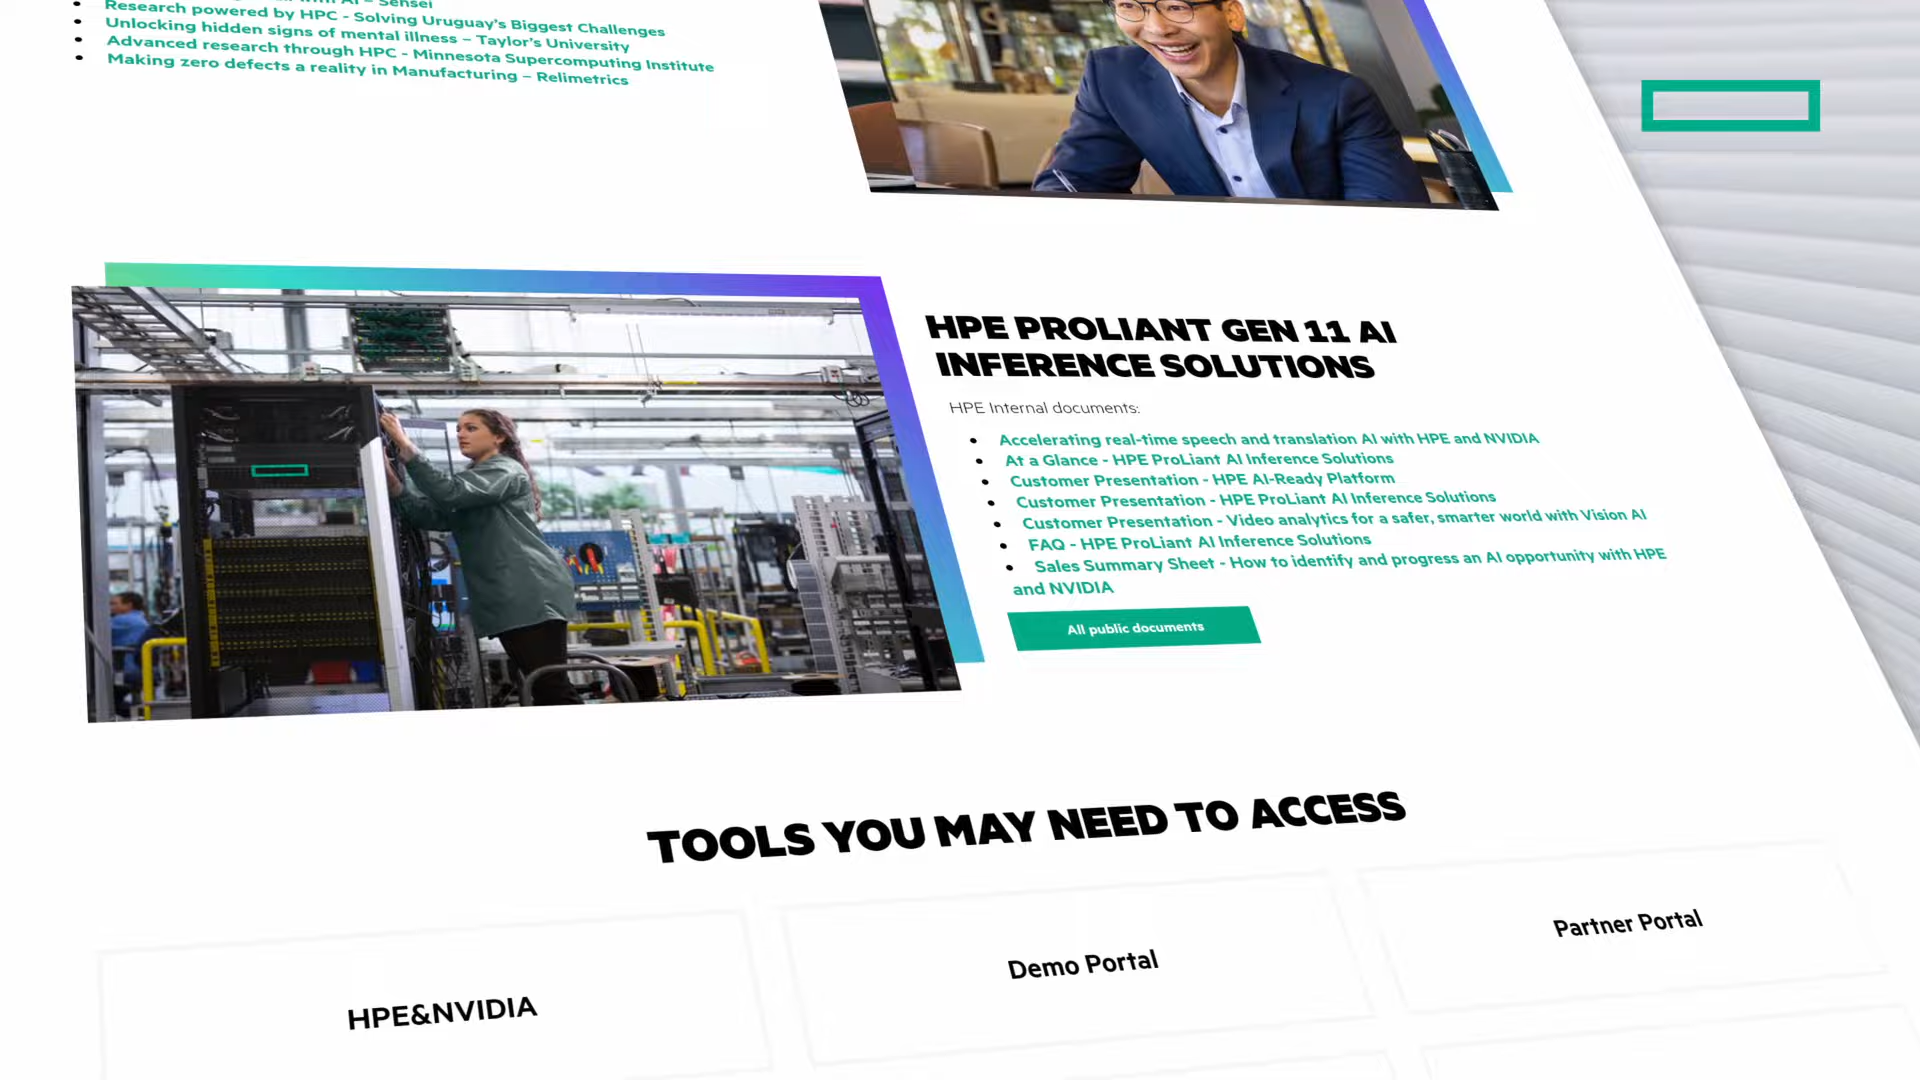 Sensei
Research powered by HPC - Solving Uruguay's Biggest Challenges
Unlocking hidden signs of mental illness – Taylor's University
Advanced research through HPC - Minnesota Supercomputing Institute
Making zero defects a reality in Manufacturing – Relimetrics
HPE PROLIANT GEN 11 AI
INFERENCE SOLUTIONS
HPE Internal documents:
Accelerating real-time speech and translation AI with HPE and NVIDIA
At a Glance - HPE ProLiant AI Inference Solutions
Customer Presentation - HPE AI-Ready Platform
Customer Presentation - HPE ProLiant AI Inference Solutions
Customer Presentation - Video analytics for a safer, smarter world with Vision AI
FAQ - HPE ProLiant AI Inference Solutions
Sales Summary Sheet - How to identify and progress an AI opportunity with HPE
and NVIDIA
All public documents
TOOLS YOU MAY NEED TO ACCESS
HPE&NVIDIA
Demo Portal
Partner Portal